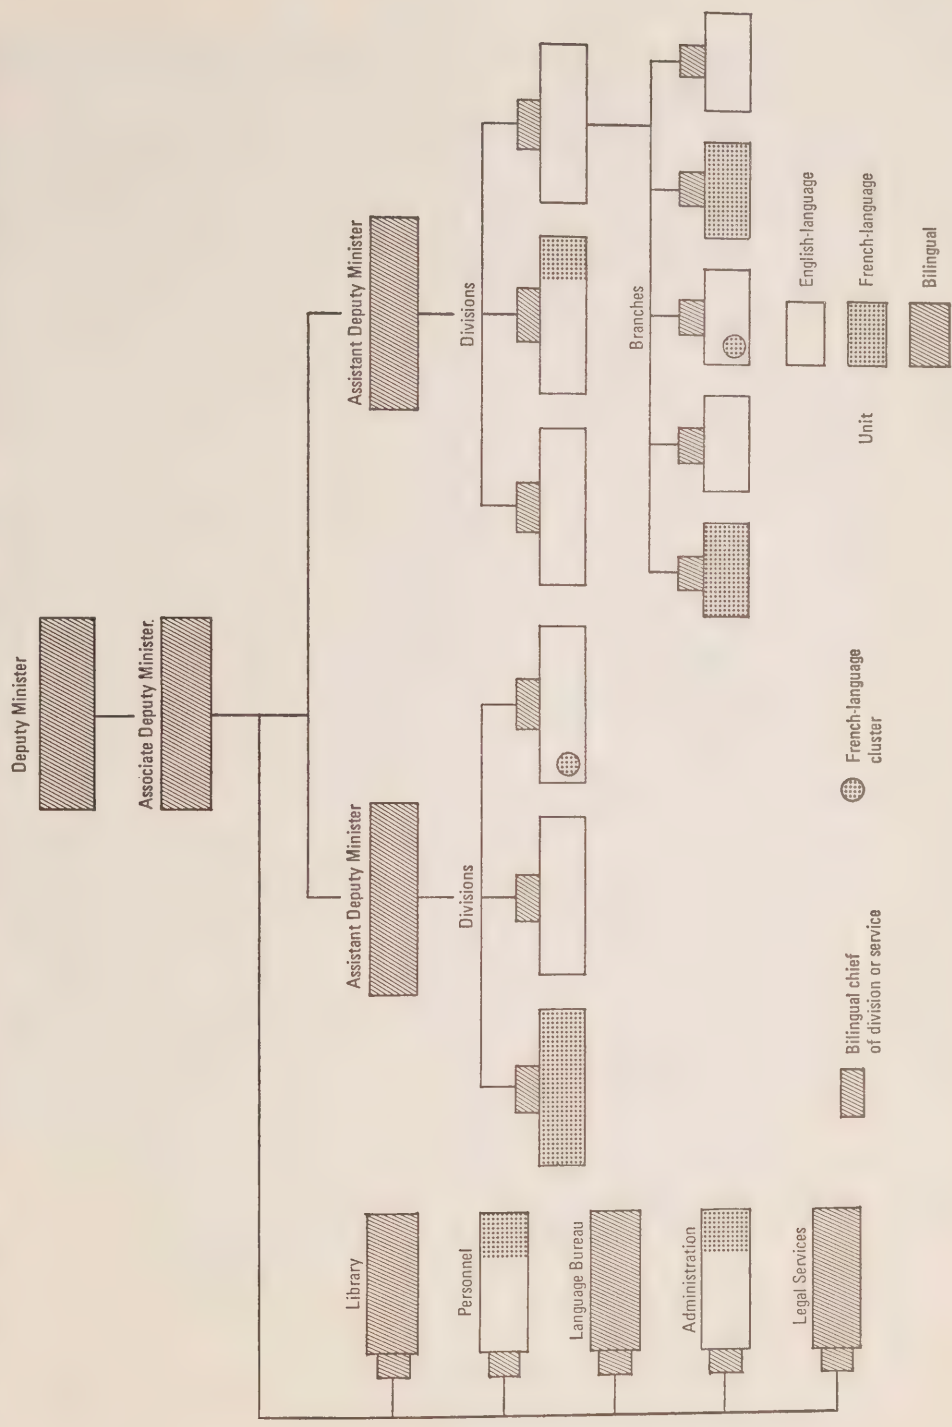 Deputy Minister
Associate Deputy Minister.
Assistant Deputy Minister
Assistant Deputy Minister
Divisions
Divisions
Branches
Library
Personnel
Language Bureau
Administration
Legal Services
Bilingual chief
of division or service
French-language
cluster
Unit
English-language
French-language
Bilingual